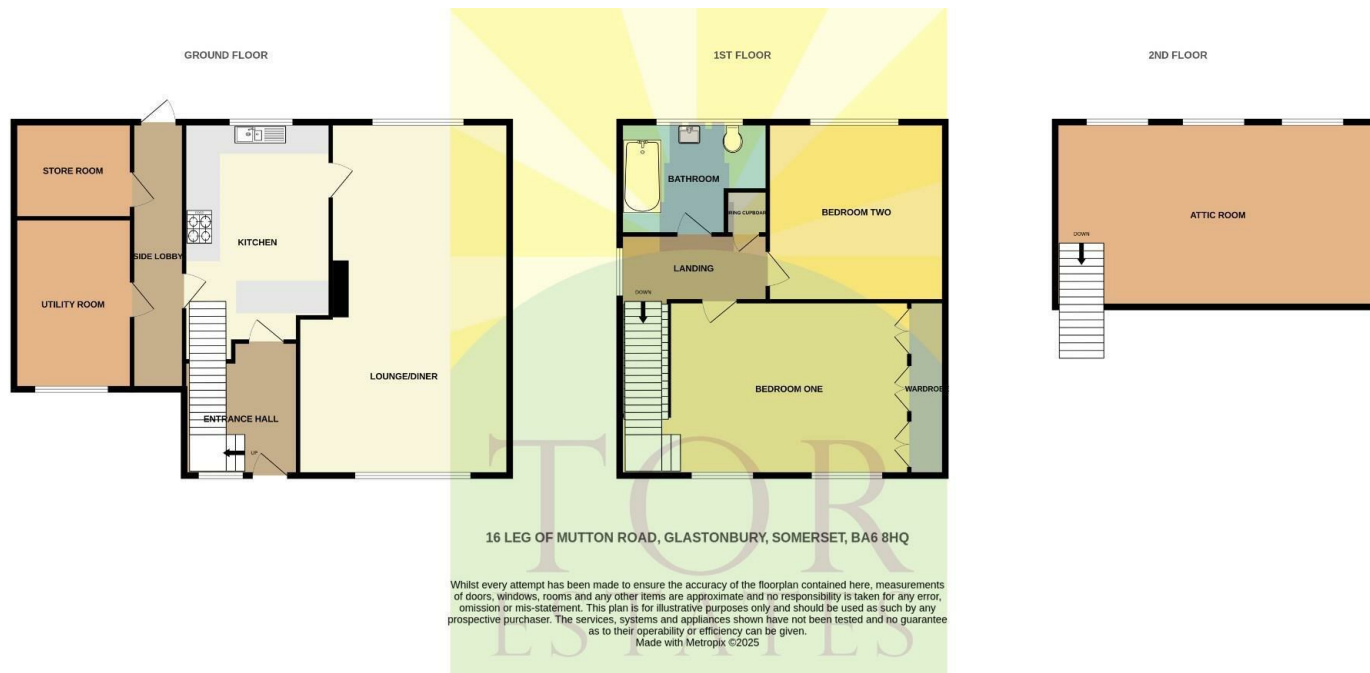 GROUND FLOOR
1ST FLOOR
2ND FLOOR
STORE ROOM
SIDE LOBBY
UTILITY ROOM
KITCHEN
LOUNGE/DINER
ENTRANCE HALL
UP
BATHROOM
RING CUPBOAR
BEDROOM TWO
LANDING
DOWN
BEDROOM ONE
WARDROBE
ATTIC ROOM
DOWN
TOR
ESTATES
16 LEG OF MUTTON ROAD, GLASTONBURY, SOMERSET, BA6 8HQ
Whilst every attempt has been made to ensure the accuracy of the floorplan contained here, measurements
of doors, windows, rooms and any other items are approximate and no responsibility is taken for any error,
omission or mis-statement. This plan is for illustrative purposes only and should be used as such by any
prospective purchaser. The services, systems and appliances shown have not been tested and no guarantee
as to their operability or efficiency can be given.
Made with Metropix ©2025